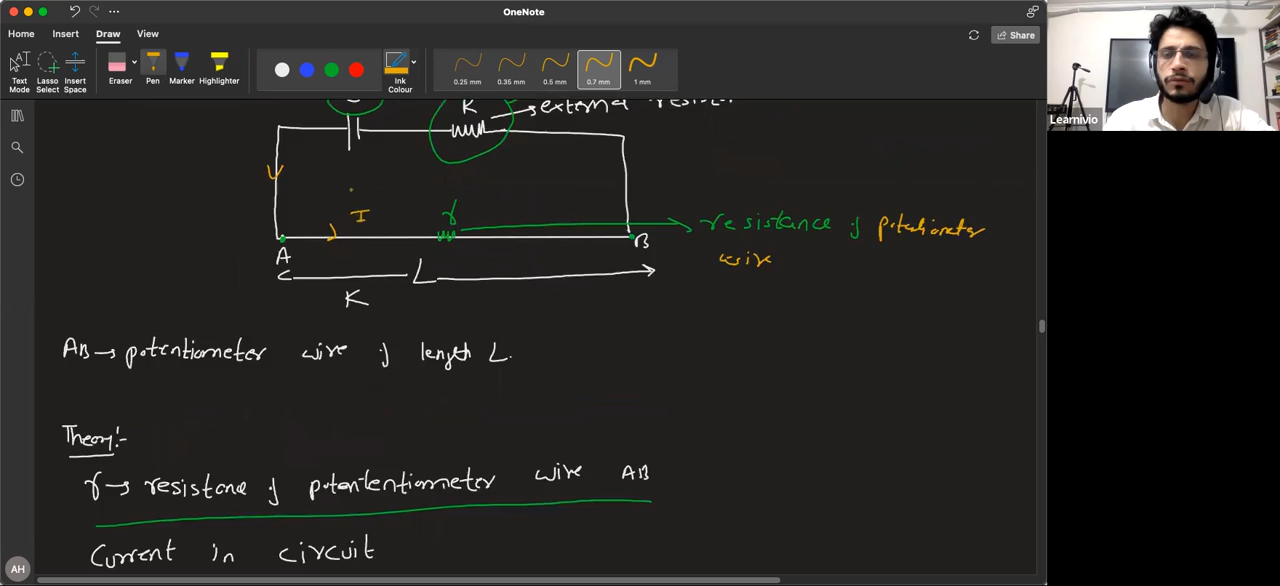 OneNote
Home Insert Draw View
Share
Text Mode Lasso Select Insert Space Eraser Pen Marker Highlighter Ink Colour 0.25 mm 0.35 mm 0.5 mm 0.7 mm 1 mm
Learnivio
K → external resistor
I
r → resistance of potentiometer
wire
A B
L
K
AB → potentiometer wire of length L.
Theory:-
r → resistance of potententiometer wire AB
Current in circuit
AH